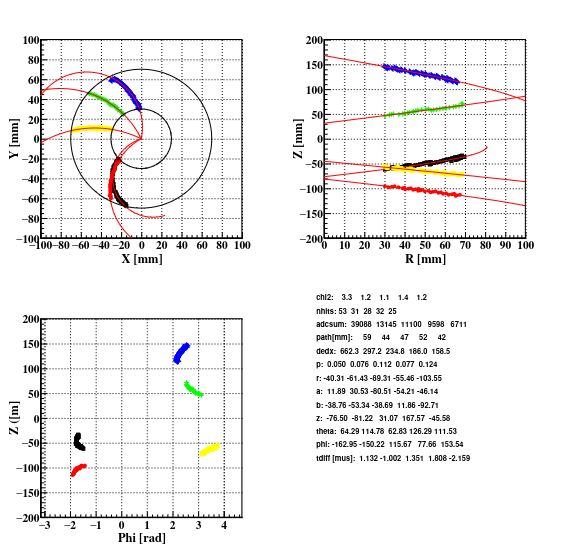 100
80
60
40
20
0
−20
−40
−60
−80
−100
−100−80 −60 −40 −20 0 20 40 60 80 100
X [mm]
Y [mm]
200
150
100
50
0
−50
−100
−150
−200
0 10 20 30 40 50 60 70 80 90 100
R [mm]
Z [mm]
200
150
100
50
0
−50
−100
−150
−200
−3 −2 −1 0 1 2 3 4
Phi [rad]
Z ([m]
chi2: 3.3 1.2 1.1 1.4 1.2
nhits: 53 31 28 32 25
adcsum: 39088 13145 11100 9598 6711
path[mm]: 59 44 47 52 42
dedx: 662.3 297.2 234.8 186.0 158.5
p: 0.050 0.076 0.112 0.077 0.124
r: -40.31 -61.43 -89.31 -55.46 -103.55
a: 11.89 30.53 -80.51 -54.21 -46.14
b: -38.76 -53.34 -38.69 11.86 -92.71
z: -76.50 -81.22 31.07 167.57 -45.58
theta: 64.29 114.78 62.83 126.29 111.53
phi: -162.95 -150.22 115.67 77.66 153.54
tdiff [mus]: 1.132 -1.002 1.351 1.808 -2.159